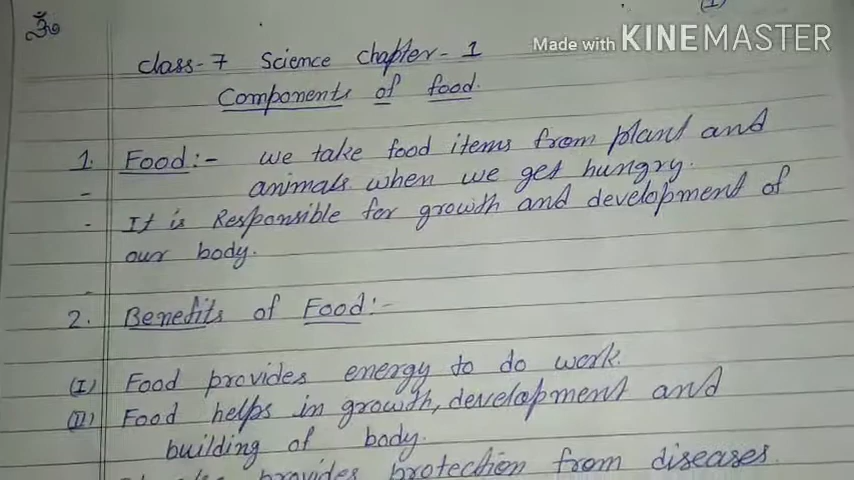 ॐ
(1)
Made with KINEMASTER
Class-7 Science Chapter-1
Components of food.
1. Food:- we take food items from plant and
- animals when we get hungry.
- It is Responsible for growth and development of
our body.
-
2. Benefits of Food:-
(I) Food provides energy to do work.
(II) Food helps in growth, development and
building of body.
provides protection from diseases.